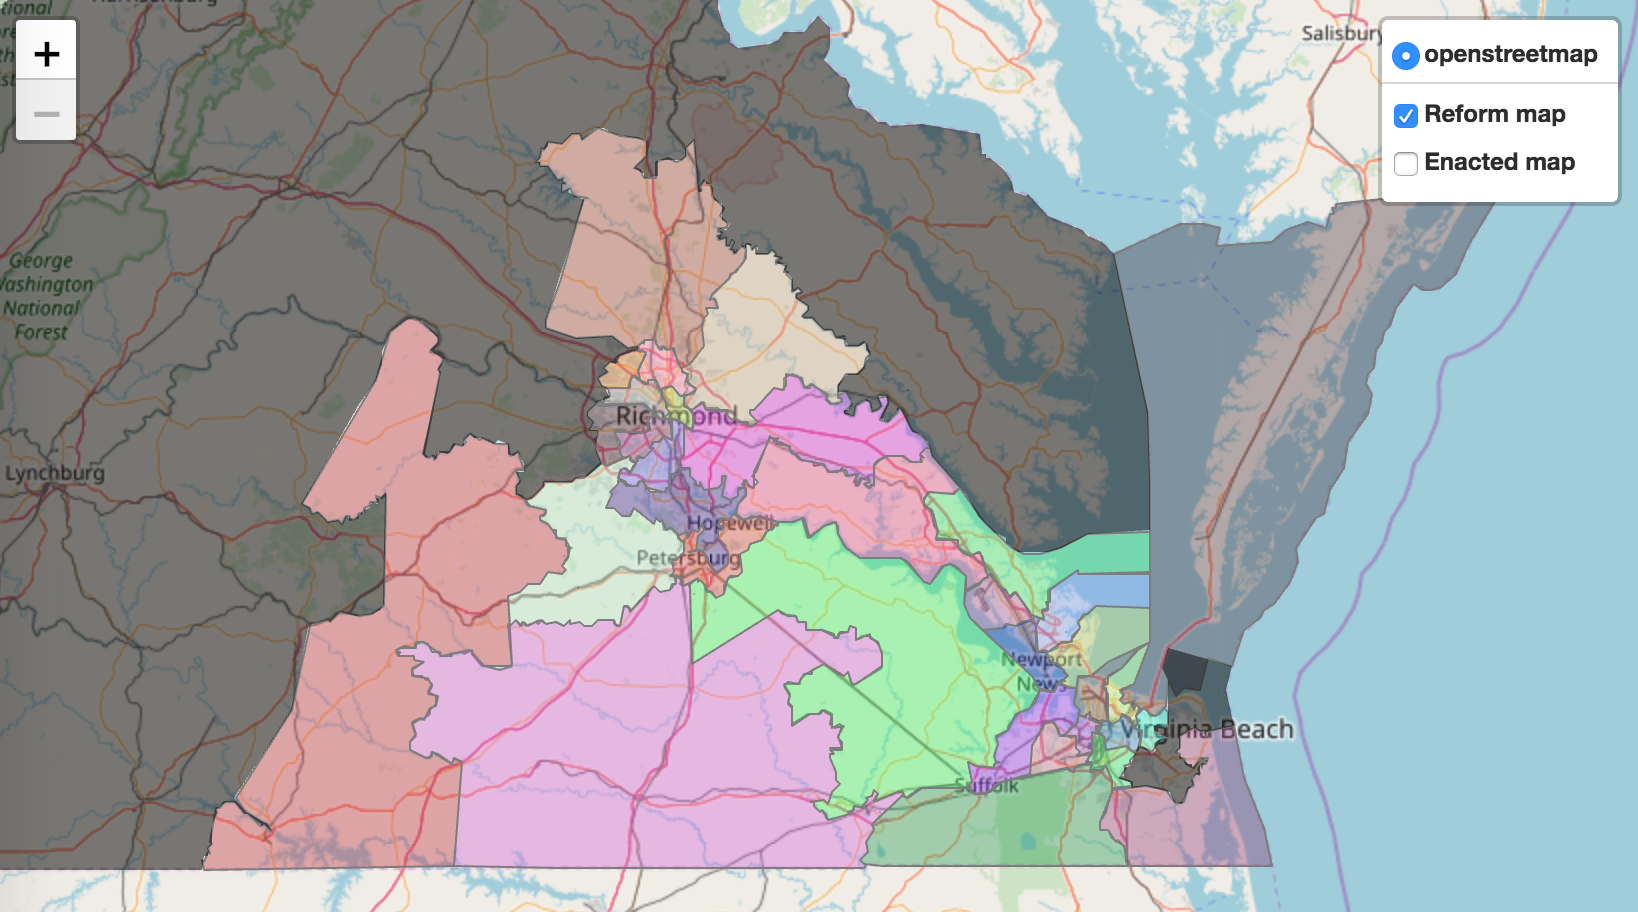 Salisbury
+
openstreetmap
−
Reform map
Enacted map
George
Washington
National
Forest
Richmond
Lynchburg
Hopewell
Petersburg
Newport
News
Virginia Beach
Suffolk